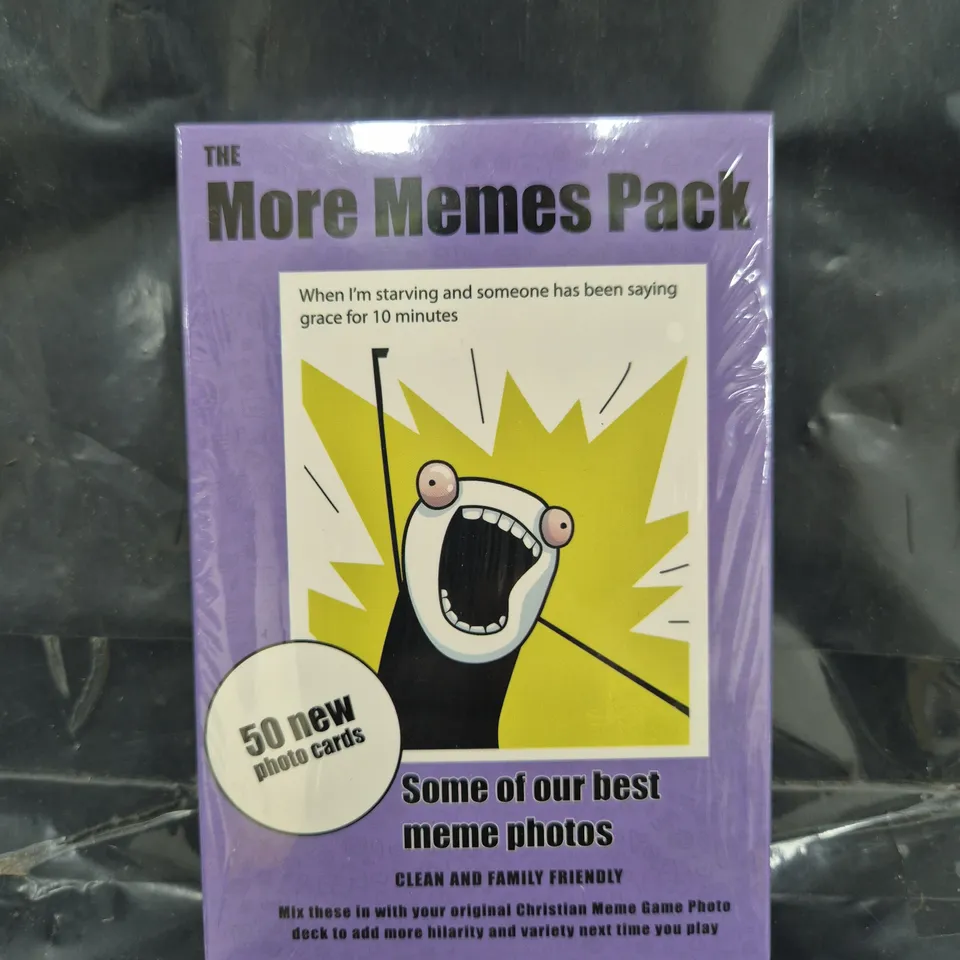 THE
More Memes Pack
When I'm starving and someone has been saying
grace for 10 minutes
50 new
photo cards
Some of our best
meme photos
CLEAN AND FAMILY FRIENDLY
Mix these in with your original Christian Meme Game Photo
deck to add more hilarity and variety next time you play